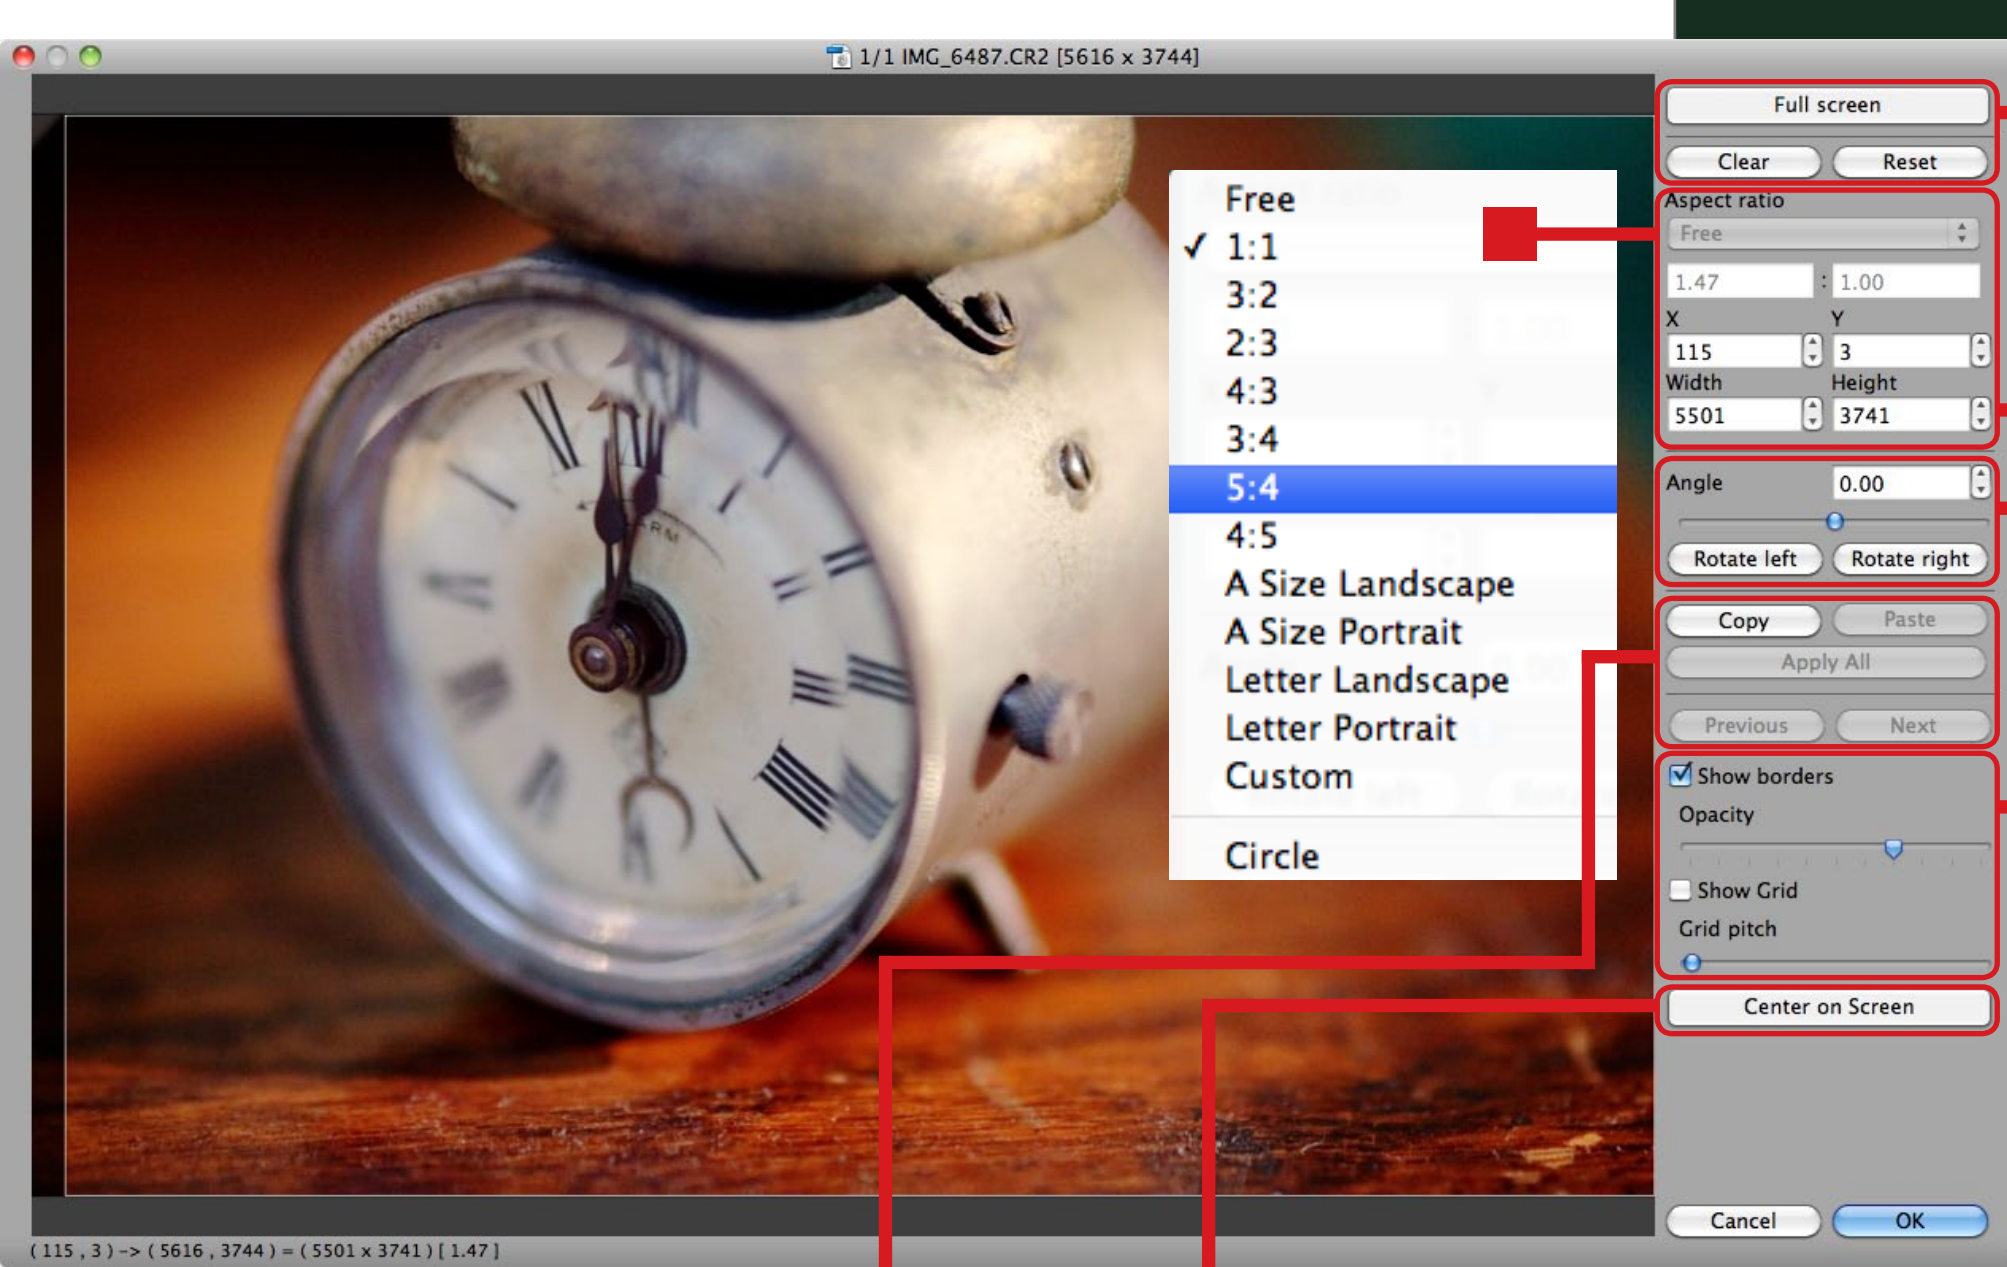 1/1 IMG_6487.CR2 [5616 x 3744]
Full screen
Clear Reset
Aspect ratio
Free
1.47 : 1.00
X Y
115 3
Width Height
5501 3741
Angle 0.00
Rotate left Rotate right
Copy Paste
Apply All
Previous Next
Show borders
Opacity
Show Grid
Grid pitch
Center on Screen
Cancel OK
Free
✓ 1:1
3:2
2:3
4:3
3:4
5:4
4:5
A Size Landscape
A Size Portrait
Letter Landscape
Letter Portrait
Custom
Circle
( 115 , 3 ) -> ( 5616 , 3744 ) = ( 5501 x 3741 ) [ 1.47 ]